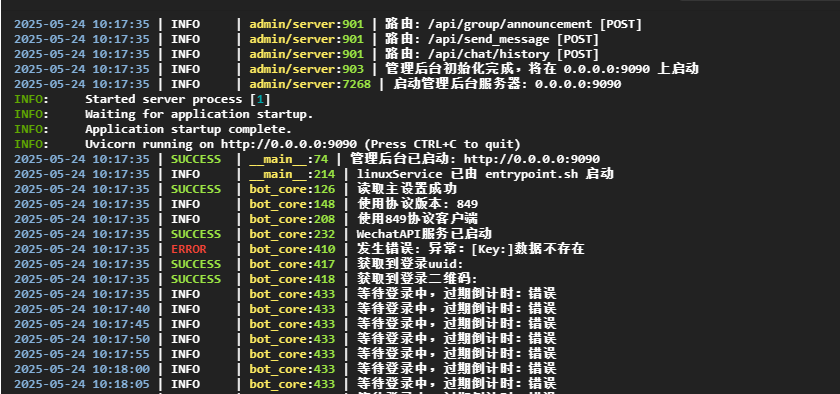 2025-05-24 10:17:35 | INFO | admin/server:901 | 路由: /api/group/announcement [POST]
2025-05-24 10:17:35 | INFO | admin/server:901 | 路由: /api/send_message [POST]
2025-05-24 10:17:35 | INFO | admin/server:901 | 路由: /api/chat/history [POST]
2025-05-24 10:17:35 | INFO | admin/server:903 | 管理后台初始化完成，将在 0.0.0.0:9090 上启动
2025-05-24 10:17:35 | INFO | admin/server:7268 | 启动管理后台服务器: 0.0.0.0:9090
INFO: Started server process [1]
INFO: Waiting for application startup.
INFO: Application startup complete.
INFO: Uvicorn running on http://0.0.0.0:9090 (Press CTRL+C to quit)
2025-05-24 10:17:35 | SUCCESS | __main__:74 | 管理后台已启动: http://0.0.0.0:9090
2025-05-24 10:17:35 | INFO | __main__:214 | linuxService 已由 entrypoint.sh 启动
2025-05-24 10:17:35 | SUCCESS | bot_core:126 | 读取主设置成功
2025-05-24 10:17:35 | INFO | bot_core:148 | 使用协议版本: 849
2025-05-24 10:17:35 | INFO | bot_core:208 | 使用849协议客户端
2025-05-24 10:17:35 | SUCCESS | bot_core:232 | WechatAPI服务已启动
2025-05-24 10:17:35 | ERROR | bot_core:410 | 发生错误: 异常：[Key:]数据不存在
2025-05-24 10:17:35 | SUCCESS | bot_core:417 | 获取到登录uuid:
2025-05-24 10:17:35 | SUCCESS | bot_core:418 | 获取到登录二维码:
2025-05-24 10:17:35 | INFO | bot_core:433 | 等待登录中，过期倒计时：错误
2025-05-24 10:17:40 | INFO | bot_core:433 | 等待登录中，过期倒计时：错误
2025-05-24 10:17:45 | INFO | bot_core:433 | 等待登录中，过期倒计时：错误
2025-05-24 10:17:50 | INFO | bot_core:433 | 等待登录中，过期倒计时：错误
2025-05-24 10:17:55 | INFO | bot_core:433 | 等待登录中，过期倒计时：错误
2025-05-24 10:18:00 | INFO | bot_core:433 | 等待登录中，过期倒计时：错误
2025-05-24 10:18:05 | INFO | bot_core:433 | 等待登录中，过期倒计时：错误